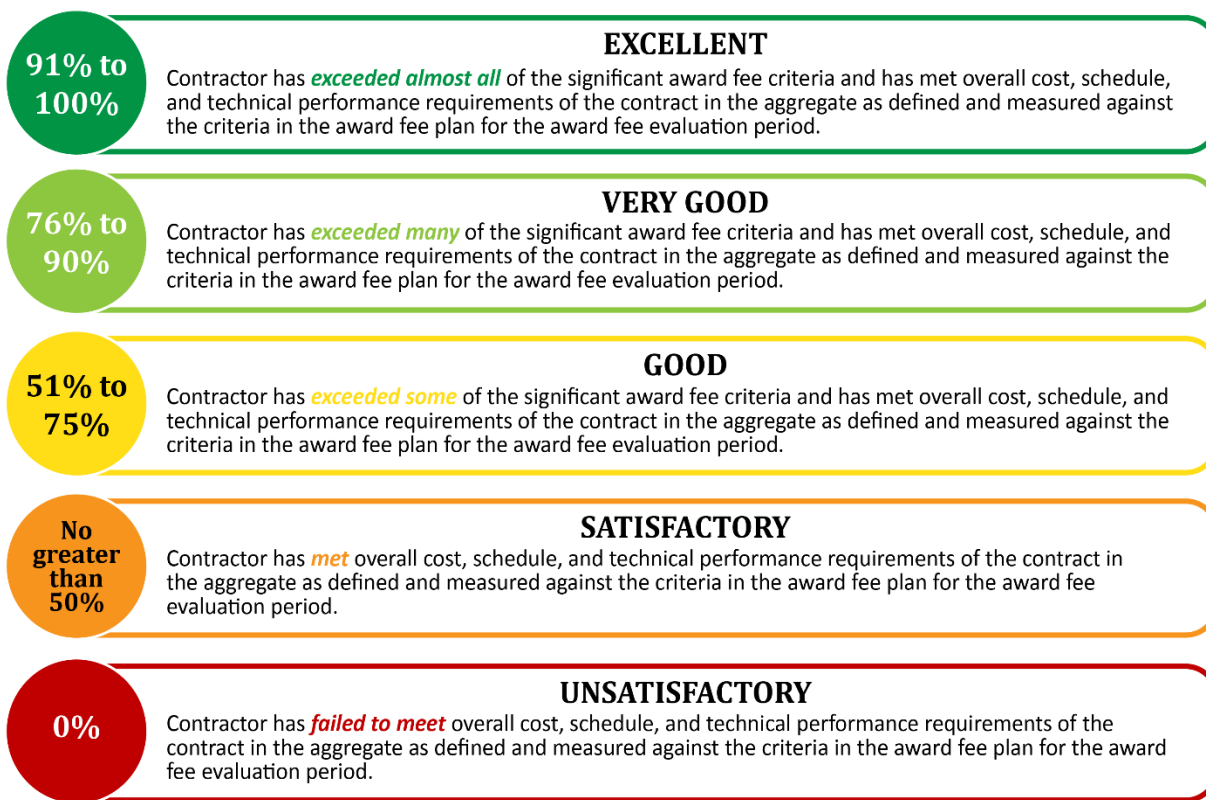 91% to
100%
EXCELLENT
Contractor has exceeded almost all of the significant award fee criteria and has met overall cost, schedule,
and technical performance requirements of the contract in the aggregate as defined and measured against
the criteria in the award fee plan for the award fee evaluation period.
76% to
90%
VERY GOOD
Contractor has exceeded many of the significant award fee criteria and has met overall cost, schedule, and
technical performance requirements of the contract in the aggregate as defined and measured against the
criteria in the award fee plan for the award fee evaluation period.
51% to
75%
GOOD
Contractor has exceeded some of the significant award fee criteria and has met overall cost, schedule, and
technical performance requirements of the contract in the aggregate as defined and measured against the
criteria in the award fee plan for the award fee evaluation period.
No
greater
than
50%
SATISFACTORY
Contractor has met overall cost, schedule, and technical performance requirements of the contract in
the aggregate as defined and measured against the criteria in the award fee plan for the award fee
evaluation period.
0%
UNSATISFACTORY
Contractor has failed to meet overall cost, schedule, and technical performance requirements of the
contract in the aggregate as defined and measured against the criteria in the award fee plan for the award
fee evaluation period.